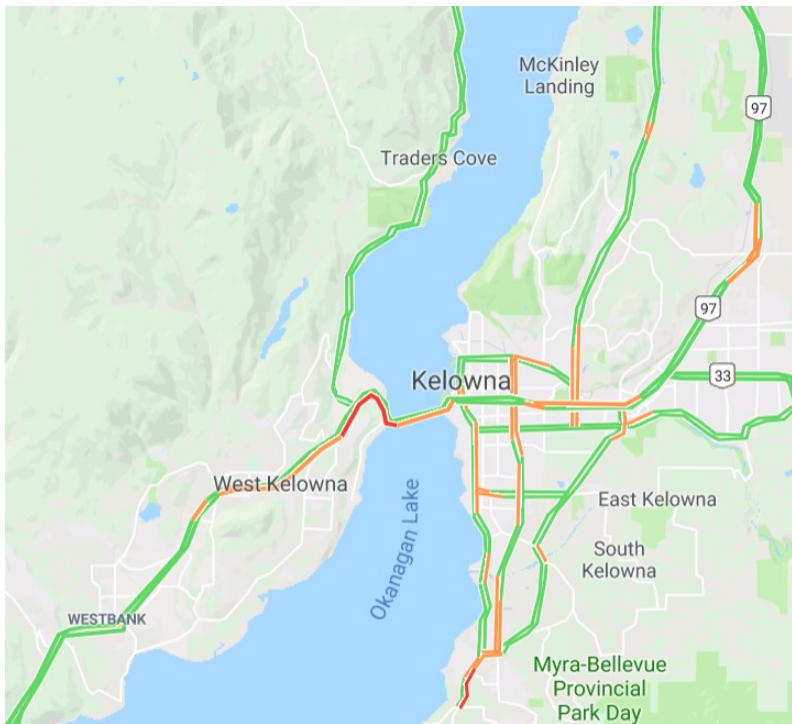 McKinley
Landing
97
Traders Cove
97
Kelowna
33
West Kelowna
East Kelowna
Okanagan Lake
South
Kelowna
WESTBANK
Myra-Bellevue
Provincial
Park Day